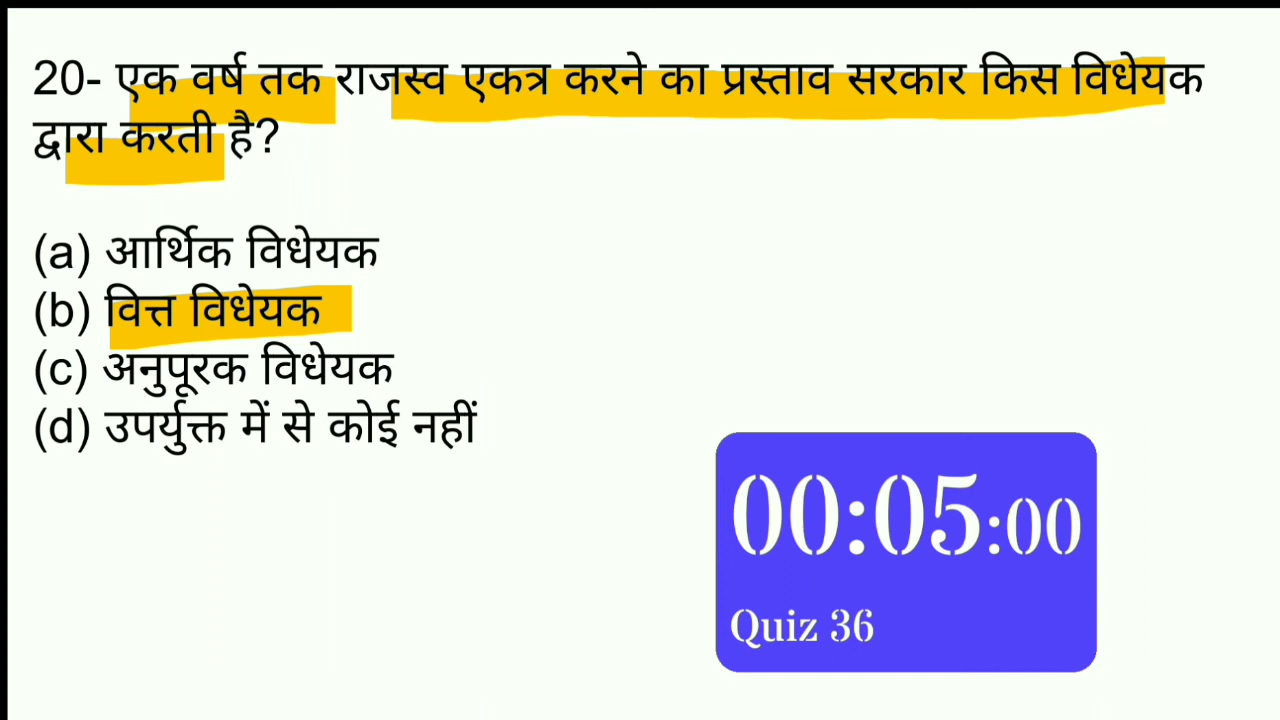 20- एक वर्ष तक राजस्व एकत्र करने का प्रस्ताव सरकार किस विधेयक
द्वारा करती है?
(a) आर्थिक विधेयक
(b) वित्त विधेयक
(c) अनुपूरक विधेयक
(d) उपर्युक्त में से कोई नहीं
00:05:00
Quiz 36